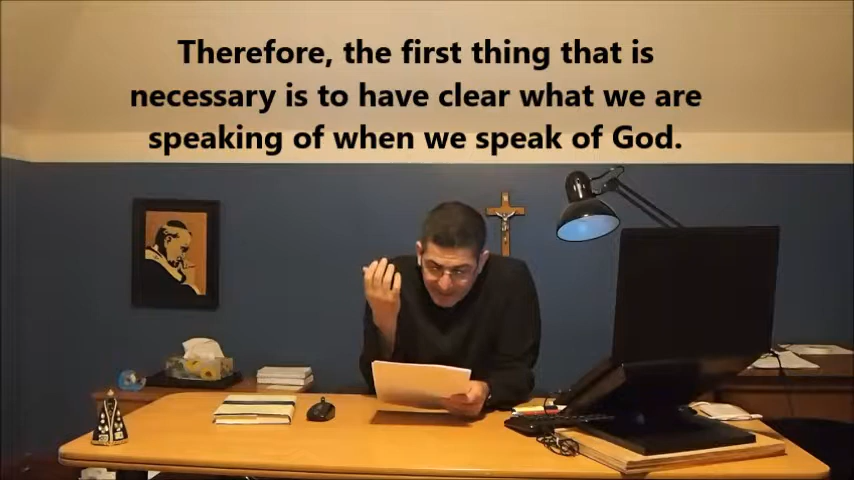 Therefore, the first thing that is
necessary is to have clear what we are
speaking of when we speak of God.